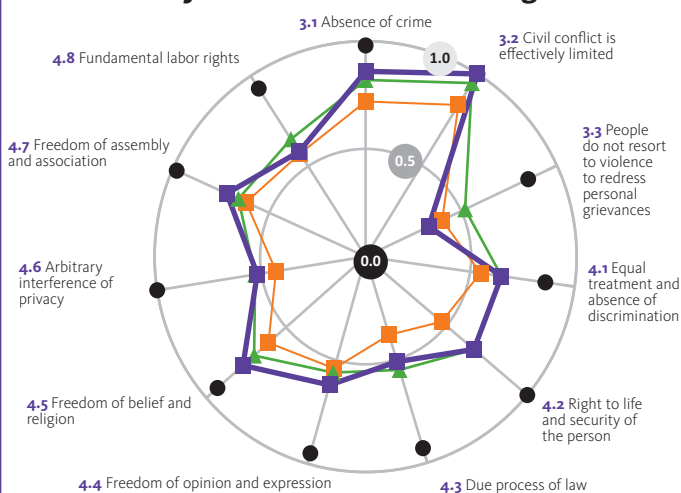 3.1 Absence of crime
3.2 Civil conflict is
effectively limited
1.0
4.8 Fundamental labor rights
3.3 People
do not resort
to violence
to redress
personal
grievances
4.7 Freedom of assembly
and association
0.5
0.0
4.6 Arbitrary
interference of
privacy
4.1 Equal
treatment and
absence of
discrimination
4.5 Freedom of belief and
religion
4.2 Right to life
and security of
the person
4.4 Freedom of opinion and expression
4.3 Due process of law